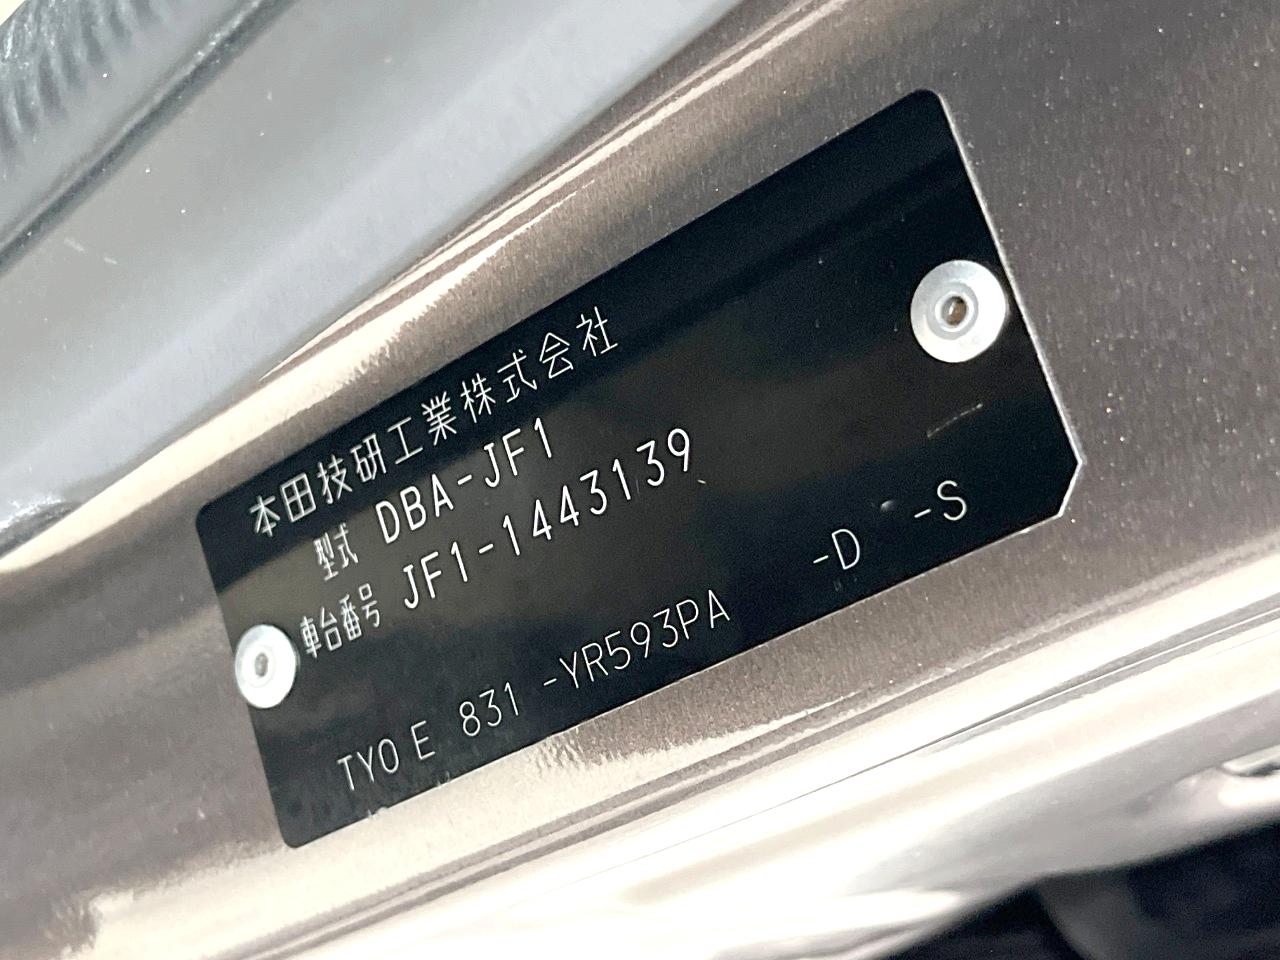 本田技研工業株式会社
型式 DBA-JF1
車台番号 JF1-1443139
TYO E 831 -YR593PA -D -S